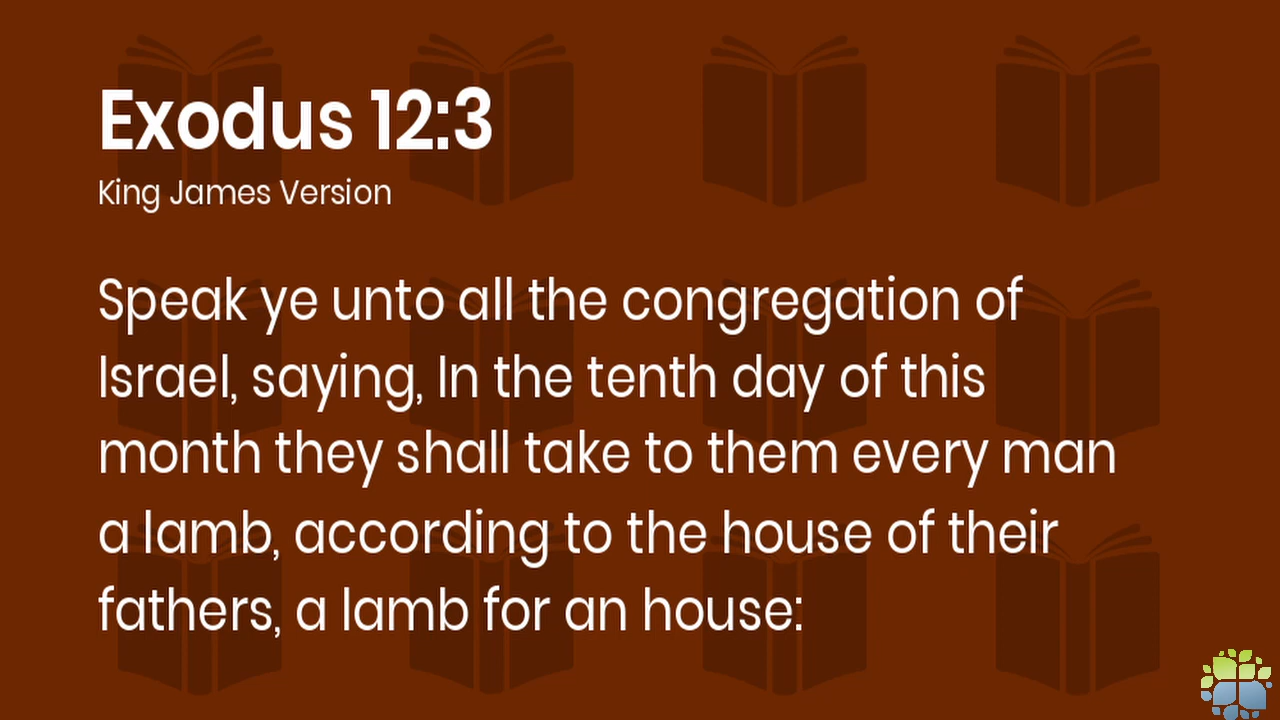 Exodus 12:3
King James Version
Speak ye unto all the congregation of
Israel, saying, In the tenth day of this
month they shall take to them every man
a lamb, according to the house of their
fathers, a lamb for an house: